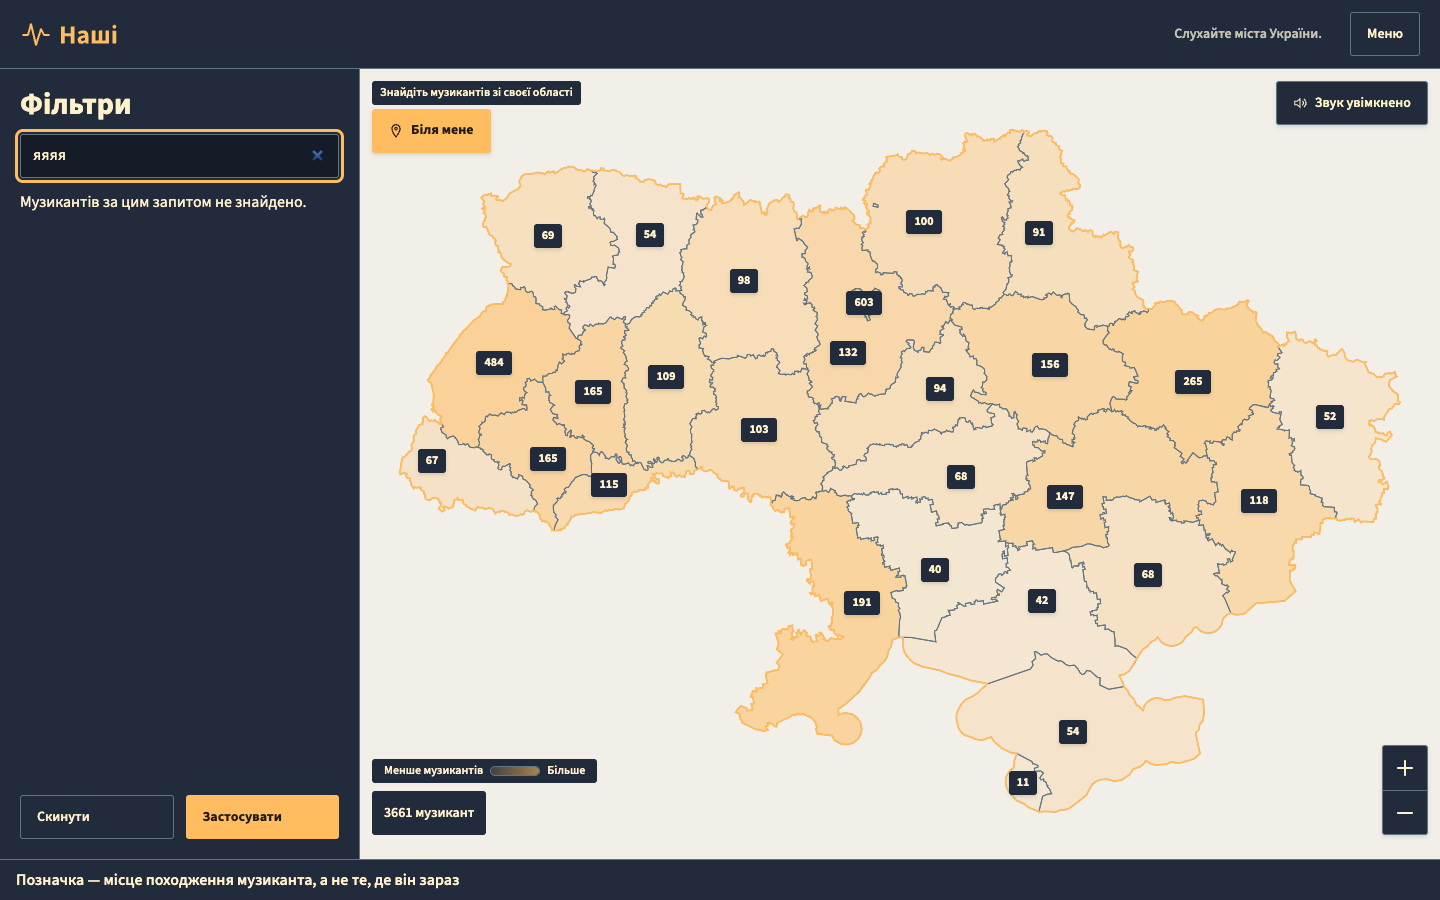 Наші
Слухайте міста України.
Меню
Фільтри
яяяя
Музикантів за цим запитом не знайдено.
Скинути
Застосувати
Знайдіть музикантів зі своєї області
Біля мене
Звук увімкнено
100
91
69
54
98
603
132
156
484
109
165
94
265
52
103
67
165
115
68
147
118
40
68
191
42
54
11
Менше музикантів
Більше
3661 музикант
Позначка — місце походження музиканта, а не те, де він зараз